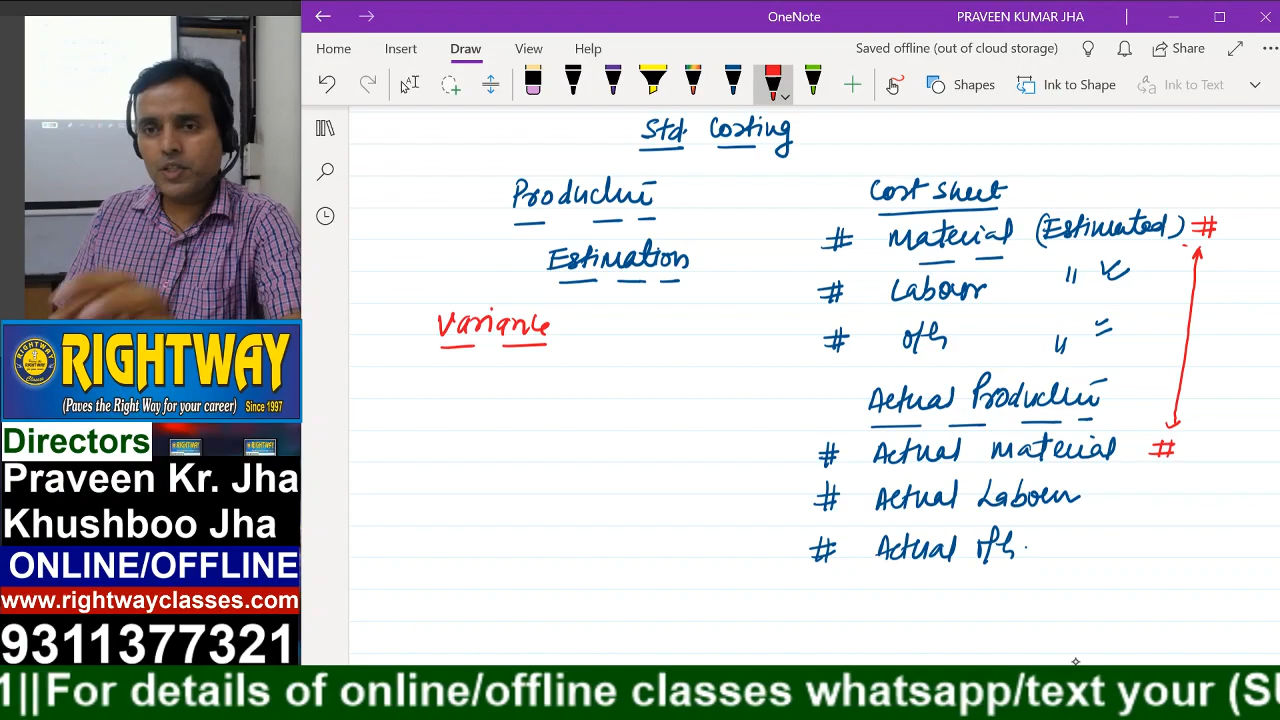 OneNote
PRAVEEN KUMAR JHA
Home Insert Draw View Help
Saved offline (out of cloud storage)
Share
Shapes
Ink to Shape
Ink to Text
Std. Costing
Production
Estimation
Variance
Cost Sheet
# Material (Estimated) #
# Labour " 
# o/h "
Actual Production
# Actual Material #
# Actual Labour
# Actual o/h.
RIGHTWAY
(Paves the Right Way for your career) Since 1997
Directors
Praveen Kr. Jha
Khushboo Jha
ONLINE/OFFLINE
www.rightwayclasses.com
9311377321
1||For details of online/offline classes whatsapp/text your (S